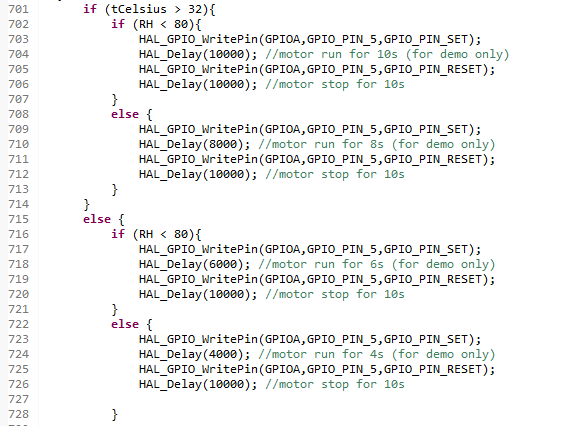 701 if (tCelsius > 32){
702 if (RH < 80){
703 HAL_GPIO_WritePin(GPIOA,GPIO_PIN_5,GPIO_PIN_SET);
704 HAL_Delay(10000); //motor run for 10s (for demo only)
705 HAL_GPIO_WritePin(GPIOA,GPIO_PIN_5,GPIO_PIN_RESET);
706 HAL_Delay(10000); //motor stop for 10s
707 }
708 else {
709 HAL_GPIO_WritePin(GPIOA,GPIO_PIN_5,GPIO_PIN_SET);
710 HAL_Delay(8000); //motor run for 8s (for demo only)
711 HAL_GPIO_WritePin(GPIOA,GPIO_PIN_5,GPIO_PIN_RESET);
712 HAL_Delay(10000); //motor stop for 10s
713 }
714 }
715 else {
716 if (RH < 80){
717 HAL_GPIO_WritePin(GPIOA,GPIO_PIN_5,GPIO_PIN_SET);
718 HAL_Delay(6000); //motor run for 6s (for demo only)
719 HAL_GPIO_WritePin(GPIOA,GPIO_PIN_5,GPIO_PIN_RESET);
720 HAL_Delay(10000); //motor stop for 10s
721 }
722 else {
723 HAL_GPIO_WritePin(GPIOA,GPIO_PIN_5,GPIO_PIN_SET);
724 HAL_Delay(4000); //motor run for 4s (for demo only)
725 HAL_GPIO_WritePin(GPIOA,GPIO_PIN_5,GPIO_PIN_RESET);
726 HAL_Delay(10000); //motor stop for 10s
727
728 }